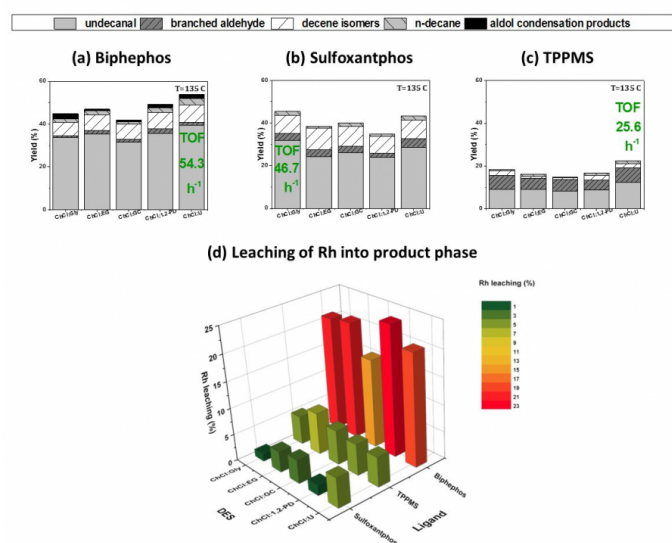 undecanal branched aldehyde decene isomers n-decane aldol condensation products
(a) Biphephos
(b) Sulfoxantphos
(c) TPPMS
60
40
20
0
Yield (%)
T=135 C
TOF
54.3
h⁻¹
ChCl:Gly
ChCl:EG
ChCl:GC
ChCl:1,2-PD
ChCl:U
60
40
20
0
Yield (%)
T=135 C
TOF
46.7
h⁻¹
ChCl:Gly
ChCl:EG
ChCl:GC
ChCl:1,2-PD
ChCl:U
60
40
20
0
Yield (%)
T=135 C
TOF
25.6
h⁻¹
ChCl:Gly
ChCl:EG
ChCl:GC
ChCl:1,2-PD
ChCl:U
(d) Leaching of Rh into product phase
25
20
15
10
5
0
Rh leaching (%)
ChCl:Gly
ChCl:EG
ChCl:GC
ChCl:1,2-PD
ChCl:U
DES
Sulfoxantphos
TPPMS
Biphephos
Ligand
Rh leaching (%)
1
3
5
7
9
11
13
15
17
19
21
23